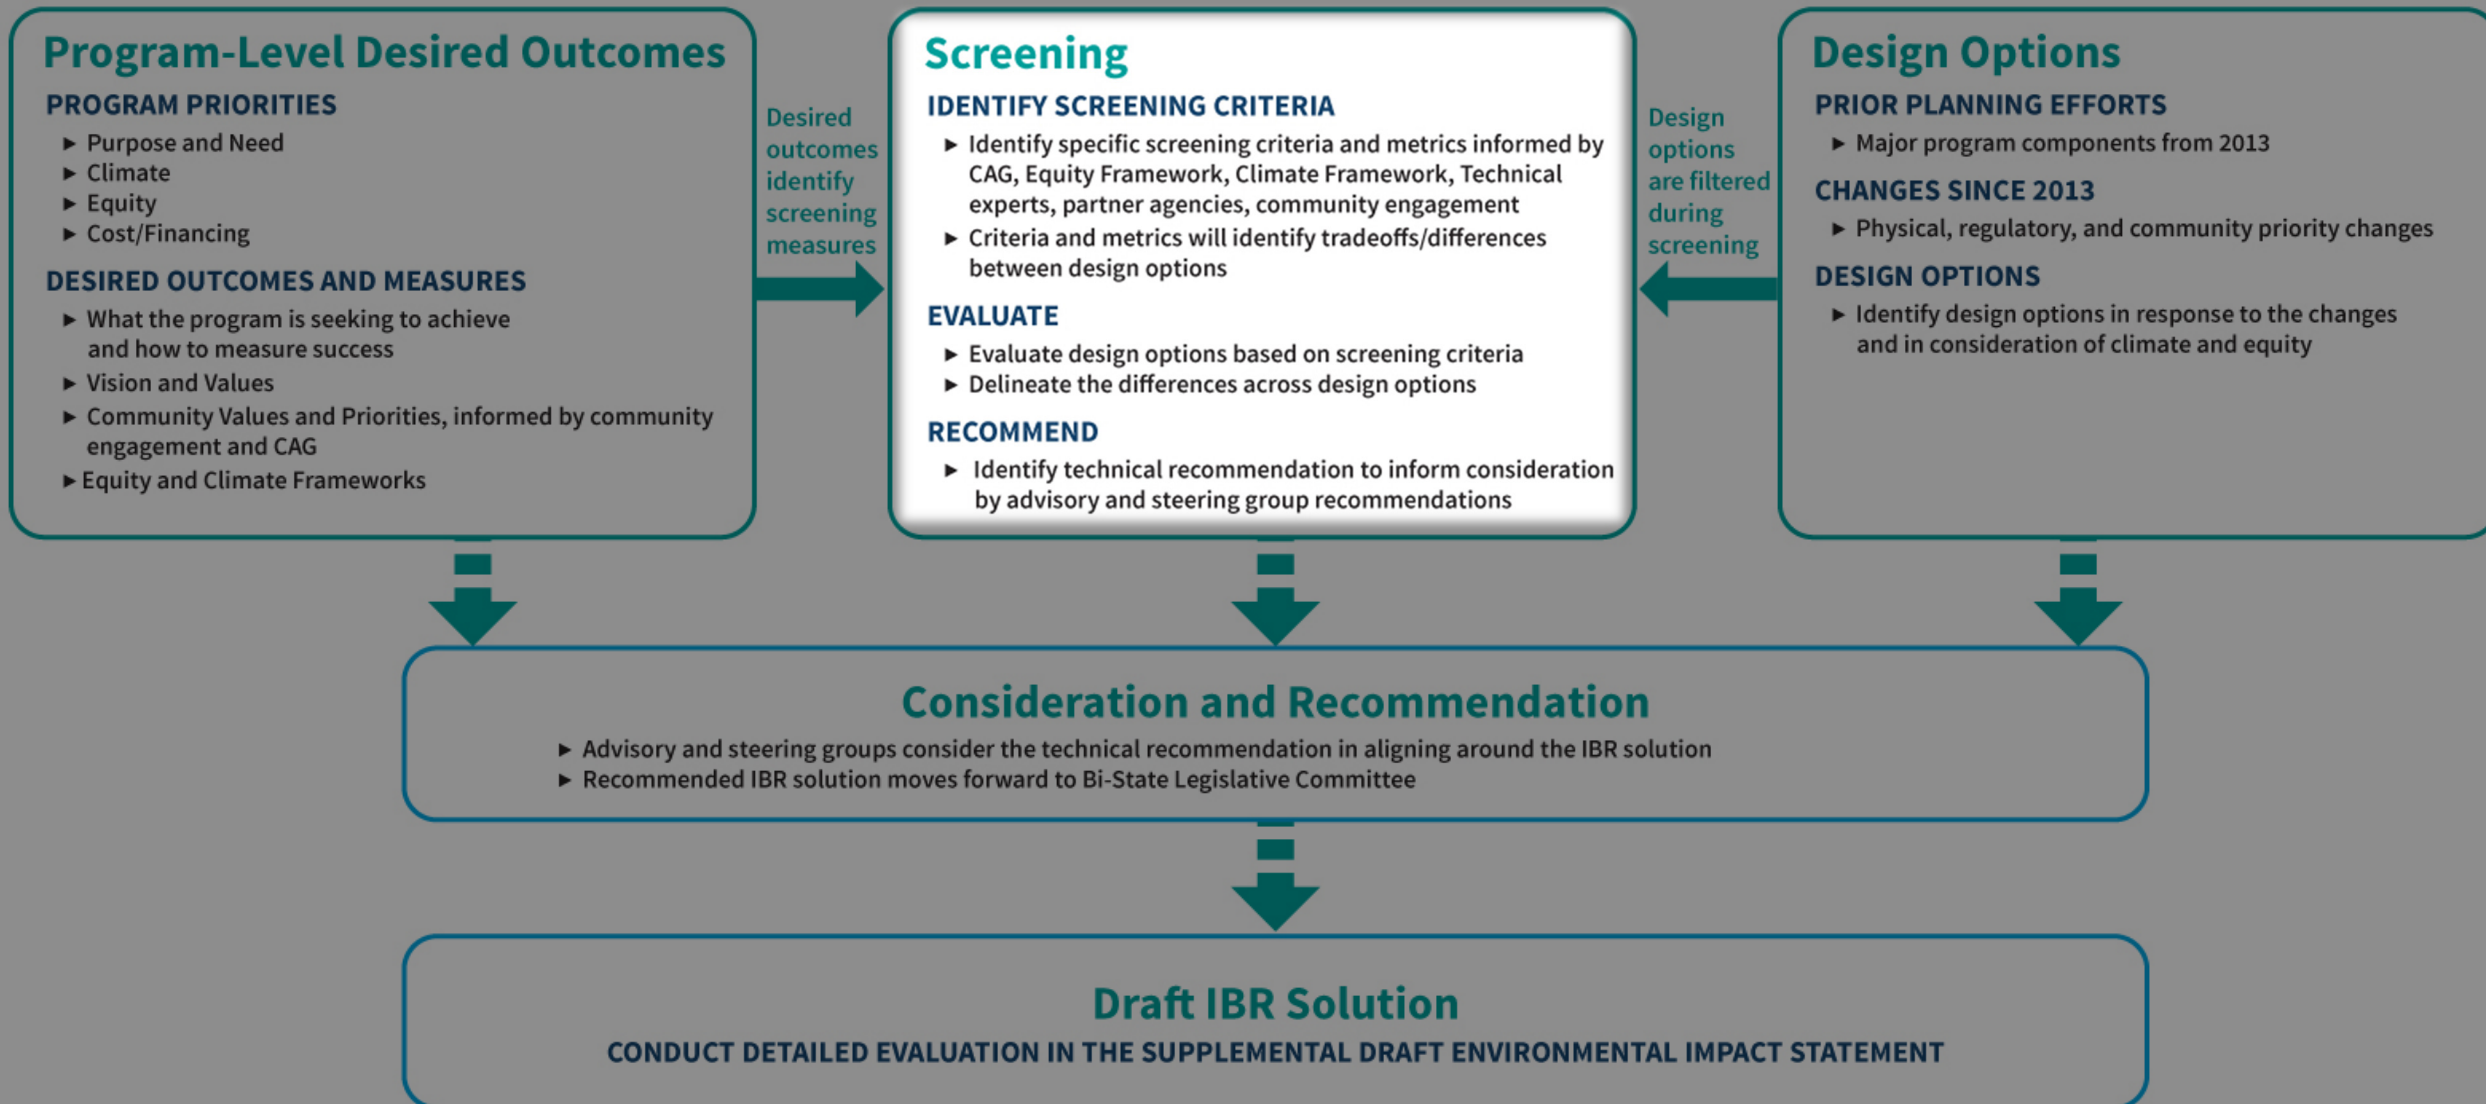 Program-Level Desired Outcomes
PROGRAM PRIORITIES
► Purpose and Need
► Climate
► Equity
► Cost/Financing
DESIRED OUTCOMES AND MEASURES
► What the program is seeking to achieve
and how to measure success
► Vision and Values
► Community Values and Priorities, informed by community
engagement and CAG
► Equity and Climate Frameworks
Desired
outcomes
identify
screening
measures
Screening
IDENTIFY SCREENING CRITERIA
► Identify specific screening criteria and metrics informed by
CAG, Equity Framework, Climate Framework, Technical
experts, partner agencies, community engagement
► Criteria and metrics will identify tradeoffs/differences
between design options
EVALUATE
► Evaluate design options based on screening criteria
► Delineate the differences across design options
RECOMMEND
► Identify technical recommendation to inform consideration
by advisory and steering group recommendations
Design
options
are filtered
during
screening
Design Options
PRIOR PLANNING EFFORTS
► Major program components from 2013
CHANGES SINCE 2013
► Physical, regulatory, and community priority changes
DESIGN OPTIONS
► Identify design options in response to the changes
and in consideration of climate and equity
Consideration and Recommendation
► Advisory and steering groups consider the technical recommendation in aligning around the IBR solution
► Recommended IBR solution moves forward to Bi-State Legislative Committee
Draft IBR Solution
CONDUCT DETAILED EVALUATION IN THE SUPPLEMENTAL DRAFT ENVIRONMENTAL IMPACT STATEMENT